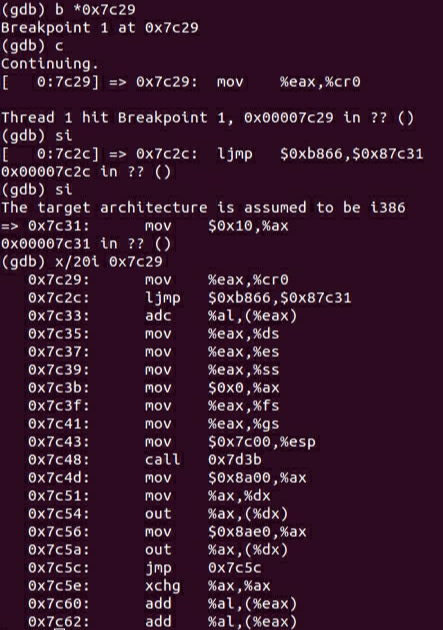 (gdb) b *0x7c29
Breakpoint 1 at 0x7c29
(gdb) c
Continuing.
[   0:7c29] => 0x7c29:  mov    %eax,%cr0

Thread 1 hit Breakpoint 1, 0x00007c29 in ?? ()
(gdb) si
[   0:7c2c] => 0x7c2c:  ljmp   $0xb866,$0x87c31
0x00007c2c in ?? ()
(gdb) si
The target architecture is assumed to be i386
=> 0x7c31:      mov    $0x10,%ax
0x00007c31 in ?? ()
(gdb) x/20i 0x7c29
   0x7c29:      mov    %eax,%cr0
   0x7c2c:      ljmp   $0xb866,$0x87c31
   0x7c33:      adc    %al,(%eax)
   0x7c35:      mov    %eax,%ds
   0x7c37:      mov    %eax,%es
   0x7c39:      mov    %eax,%ss
   0x7c3b:      mov    $0x0,%ax
   0x7c3f:      mov    %eax,%fs
   0x7c41:      mov    %eax,%gs
   0x7c43:      mov    $0x7c00,%esp
   0x7c48:      call   0x7d3b
   0x7c4d:      mov    $0x8a00,%ax
   0x7c51:      mov    %ax,%dx
   0x7c54:      out    %ax,(%dx)
   0x7c56:      mov    $0x8ae0,%ax
   0x7c5a:      out    %ax,(%dx)
   0x7c5c:      jmp    0x7c5c
   0x7c5e:      xchg   %ax,%ax
   0x7c60:      add    %al,(%eax)
   0x7c62:      add    %al,(%eax)